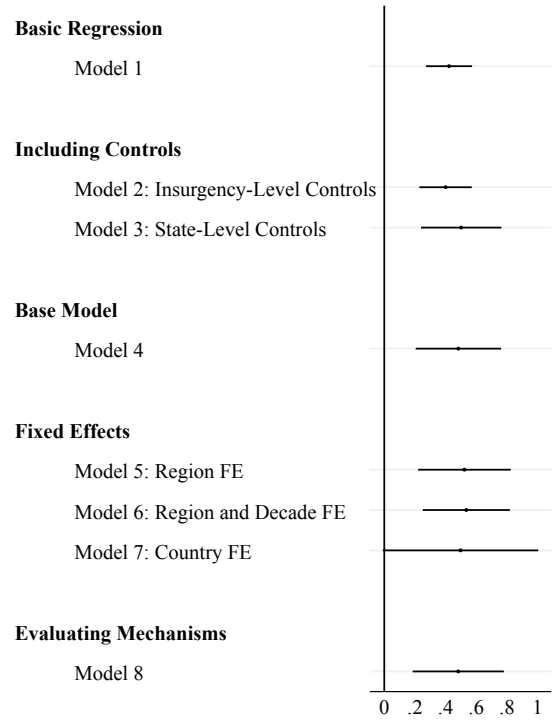 Basic Regression
Model 1
Including Controls
Model 2: Insurgency-Level Controls
Model 3: State-Level Controls
Base Model
Model 4
Fixed Effects
Model 5: Region FE
Model 6: Region and Decade FE
Model 7: Country FE
Evaluating Mechanisms
Model 8
0 .2 .4 .6 .8 1